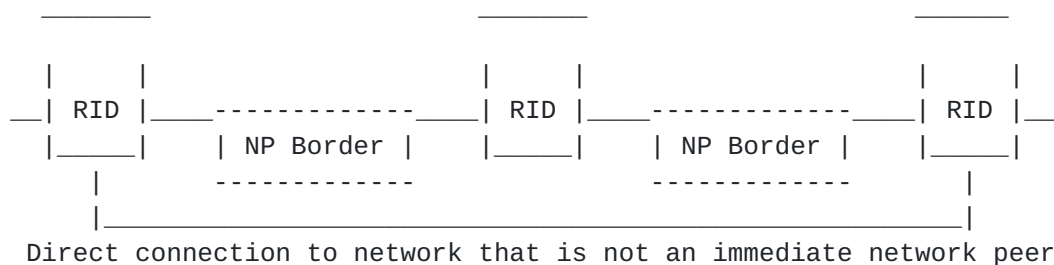 RID RID RID
NP Border NP Border
Direct connection to network that is not an immediate network peer